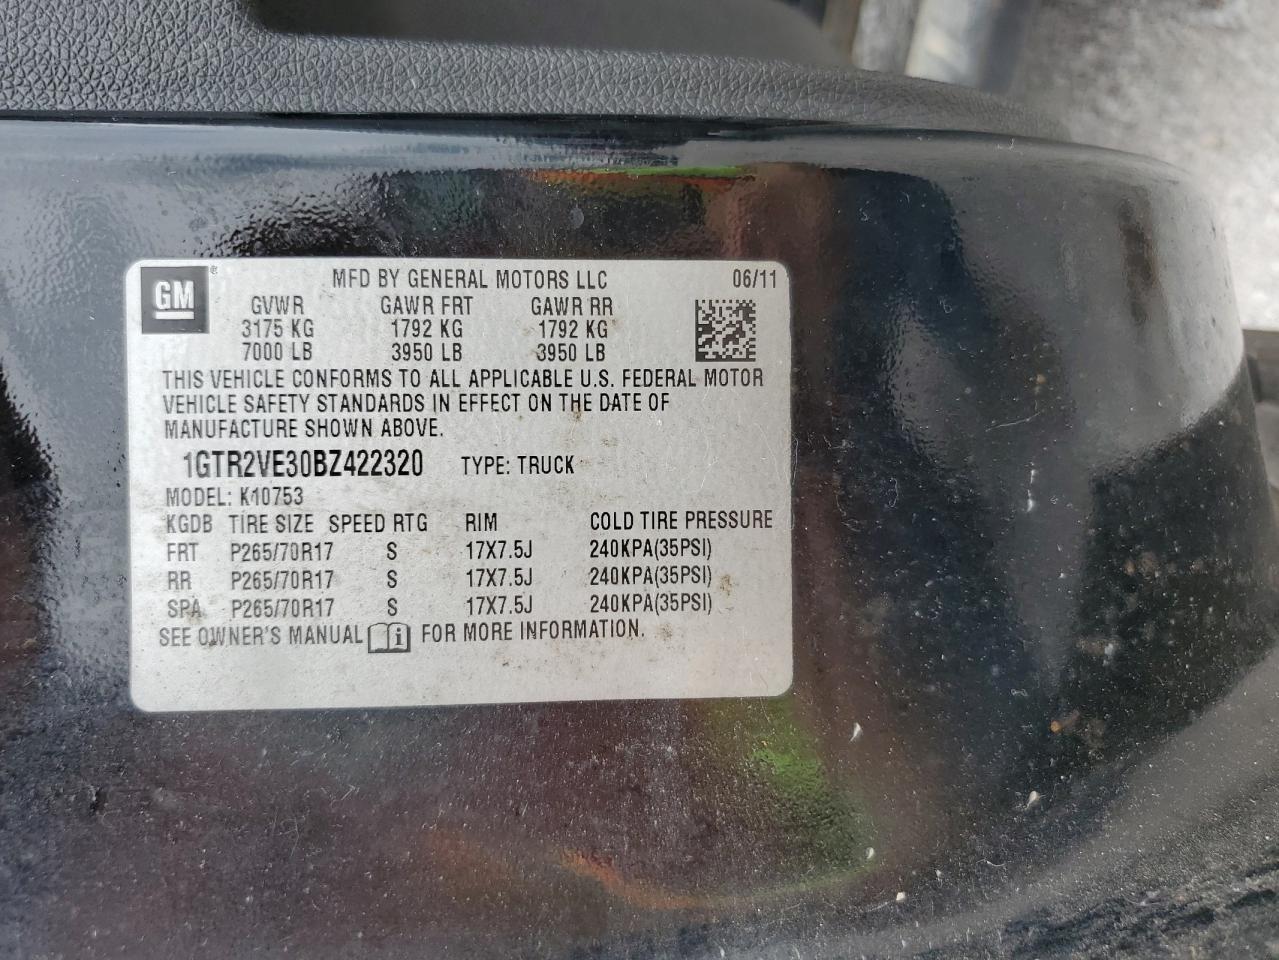 GM® MFD BY GENERAL MOTORS LLC 06/11
GVWR GAWR FRT GAWR RR
3175 KG 1792 KG 1792 KG
7000 LB 3950 LB 3950 LB
THIS VEHICLE CONFORMS TO ALL APPLICABLE U.S. FEDERAL MOTOR
VEHICLE SAFETY STANDARDS IN EFFECT ON THE DATE OF
MANUFACTURE SHOWN ABOVE.
1GTR2VE30BZ422320 TYPE: TRUCK
MODEL: K10753
KGDB TIRE SIZE SPEED RTG RIM COLD TIRE PRESSURE
FRT P265/70R17 S 17X7.5J 240KPA(35PSI)
RR P265/70R17 S 17X7.5J 240KPA(35PSI)
SPA P265/70R17 S 17X7.5J 240KPA(35PSI)
SEE OWNER'S MANUAL i FOR MORE INFORMATION.